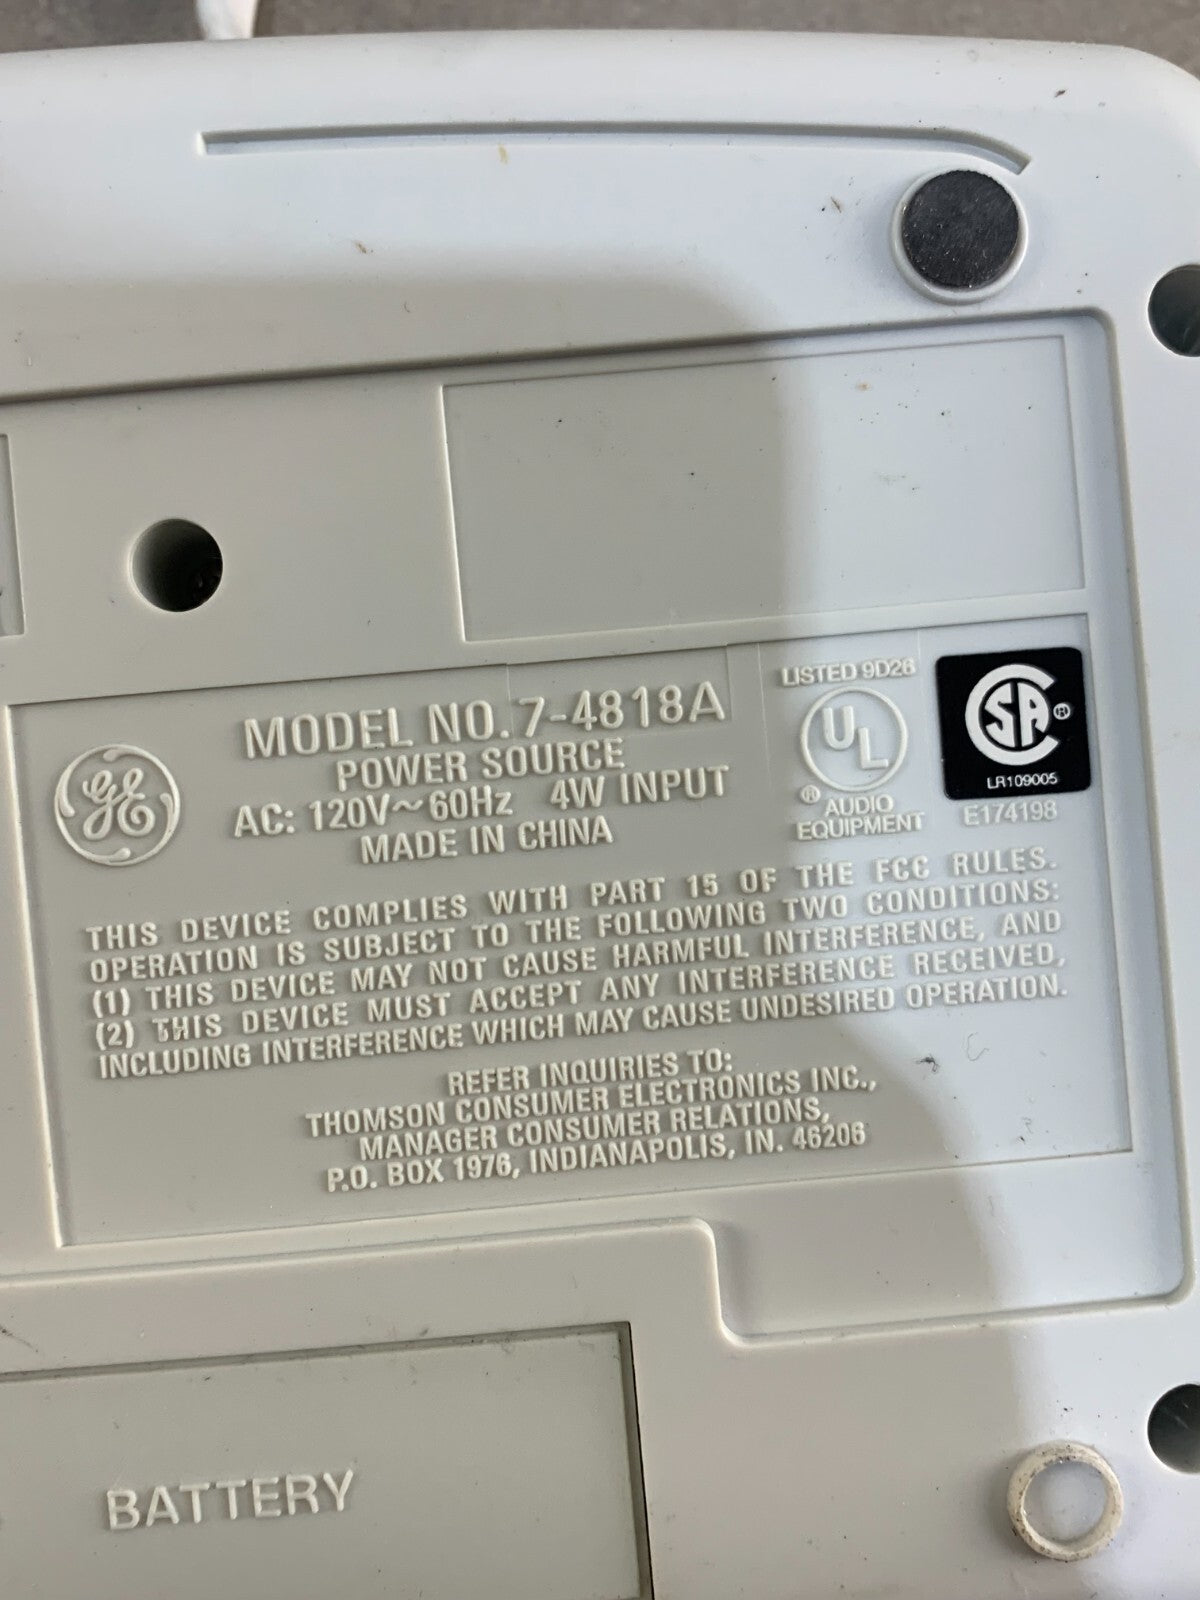 MODEL NO. 7-4818A
POWER SOURCE
AC: 120V~60Hz 4W INPUT
MADE IN CHINA
GE
LISTED 9D26
UL
®
AUDIO
EQUIPMENT
SA ®
LR109005
E174198
THIS DEVICE COMPLIES WITH PART 15 OF THE FCC RULES.
OPERATION IS SUBJECT TO THE FOLLOWING TWO CONDITIONS:
(1) THIS DEVICE MAY NOT CAUSE HARMFUL INTERFERENCE, AND
(2) THIS DEVICE MUST ACCEPT ANY INTERFERENCE RECEIVED,
INCLUDING INTERFERENCE WHICH MAY CAUSE UNDESIRED OPERATION.
REFER INQUIRIES TO:
THOMSON CONSUMER ELECTRONICS INC.,
MANAGER CONSUMER RELATIONS,
P.O. BOX 1976, INDIANAPOLIS, IN. 46206
BATTERY